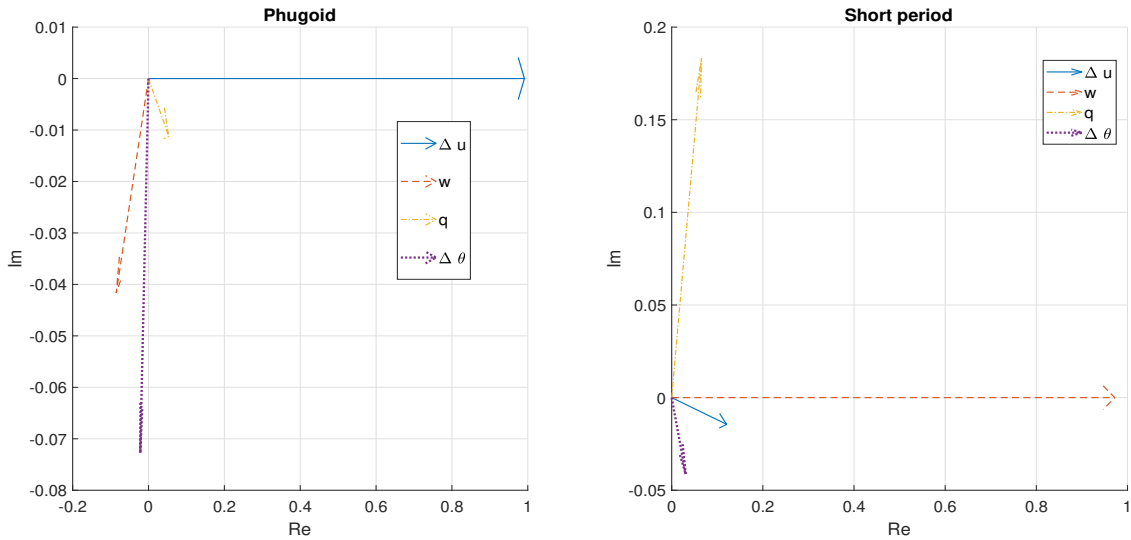 Phugoid
0.01
0
-0.01
-0.02
-0.03
-0.04
-0.05
-0.06
-0.07
-0.08
Im
-0.2
0
0.2
0.4
0.6
0.8
1
Re
Δ u
w
q
Δ θ
Short period
0.2
0.15
0.1
0.05
0
-0.05
Im
0
0.2
0.4
0.6
0.8
1
Re
Δ u
w
q
Δ θ